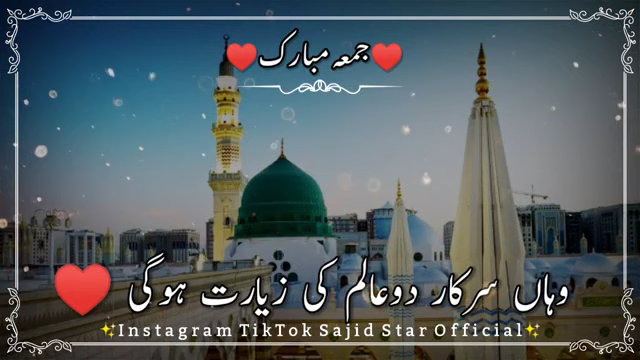 ♥️جمعہ مبارک♥️
وہاں سرکار دوعالم کی زیارت ہوگی ♥️
✨Instagram TikTok Sajid Star Official✨